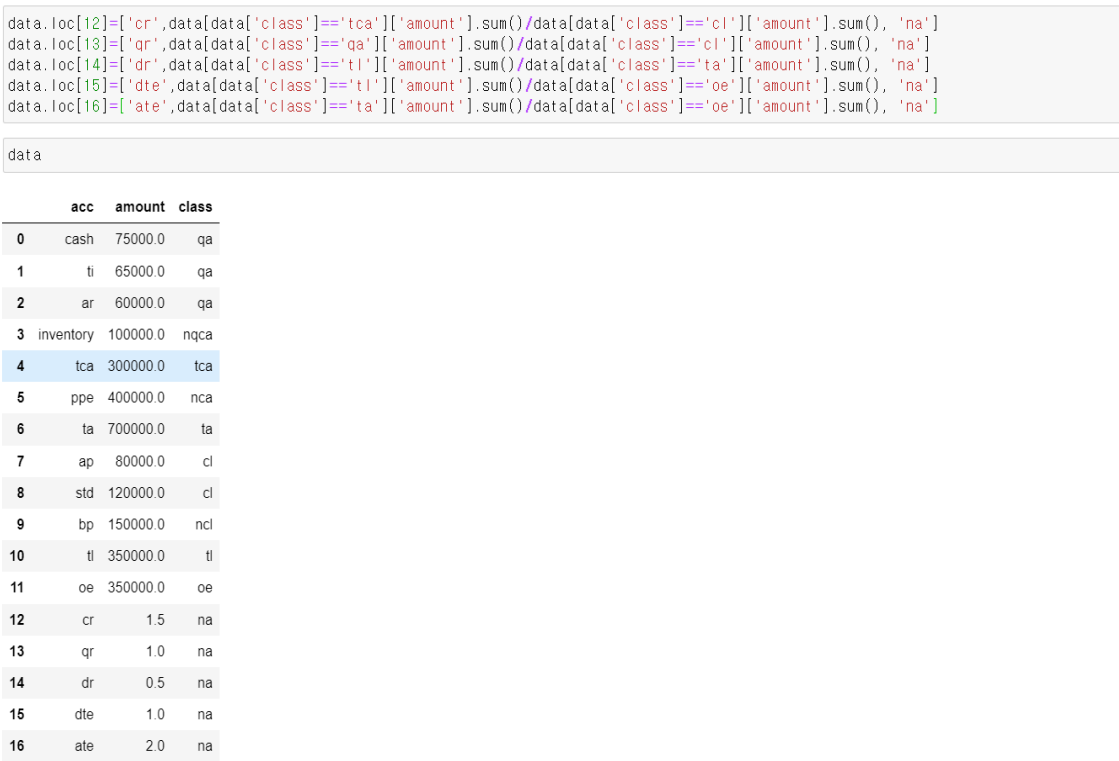 data.loc[12]=['cr',data[data['class']=='tca']['amount'].sum()/data[data['class']=='cl']['amount'].sum(), 'na']
data.loc[13]=['qr',data[data['class']=='qa']['amount'].sum()/data[data['class']=='cl']['amount'].sum(), 'na']
data.loc[14]=['dr',data[data['class']=='tl']['amount'].sum()/data[data['class']=='ta']['amount'].sum(), 'na']
data.loc[15]=['dte',data[data['class']=='tl']['amount'].sum()/data[data['class']=='oe']['amount'].sum(), 'na']
data.loc[16]=['ate',data[data['class']=='ta']['amount'].sum()/data[data['class']=='oe']['amount'].sum(), 'na']
data
acc amount class
0 cash 75000.0 qa
1 ti 65000.0 qa
2 ar 60000.0 qa
3 inventory 100000.0 nqca
4 tca 300000.0 tca
5 ppe 400000.0 nca
6 ta 700000.0 ta
7 ap 80000.0 cl
8 std 120000.0 cl
9 bp 150000.0 ncl
10 tl 350000.0 tl
11 oe 350000.0 oe
12 cr 1.5 na
13 qr 1.0 na
14 dr 0.5 na
15 dte 1.0 na
16 ate 2.0 na